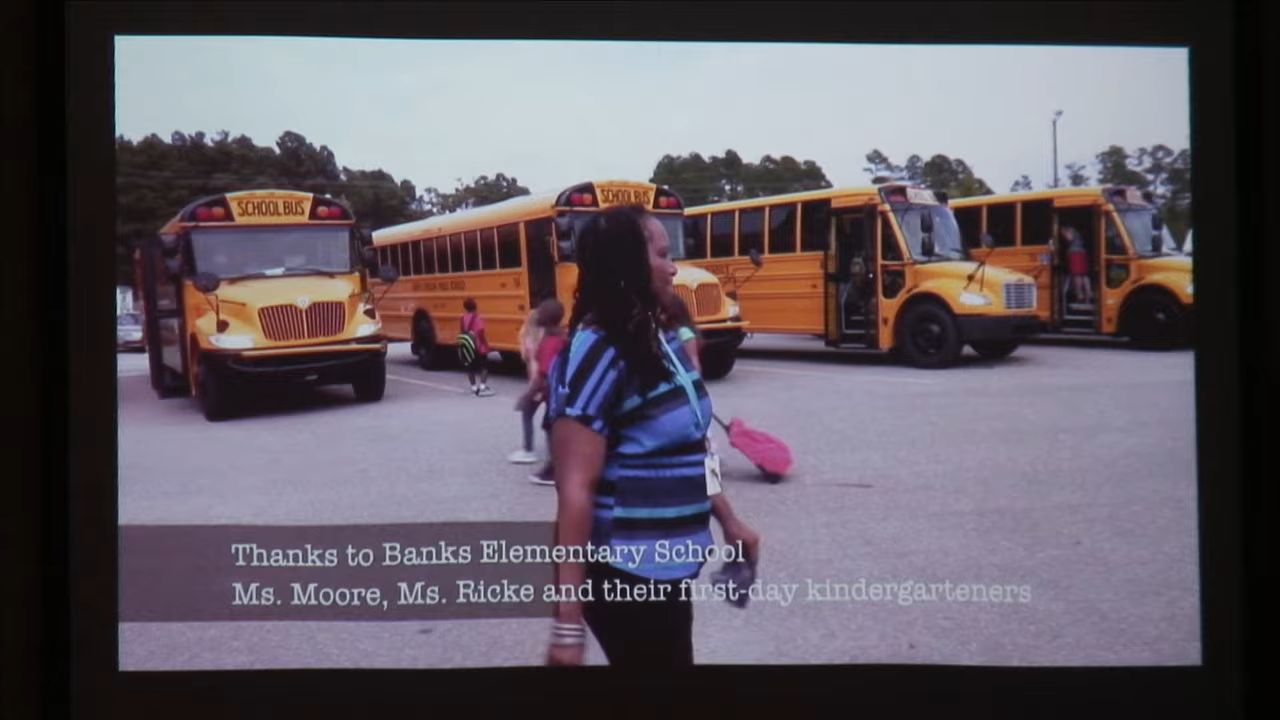 SCHOOL BUS
SCHOOL BUS
Thanks to Banks Elementary School
Ms. Moore, Ms. Ricke and their first-day kindergarteners